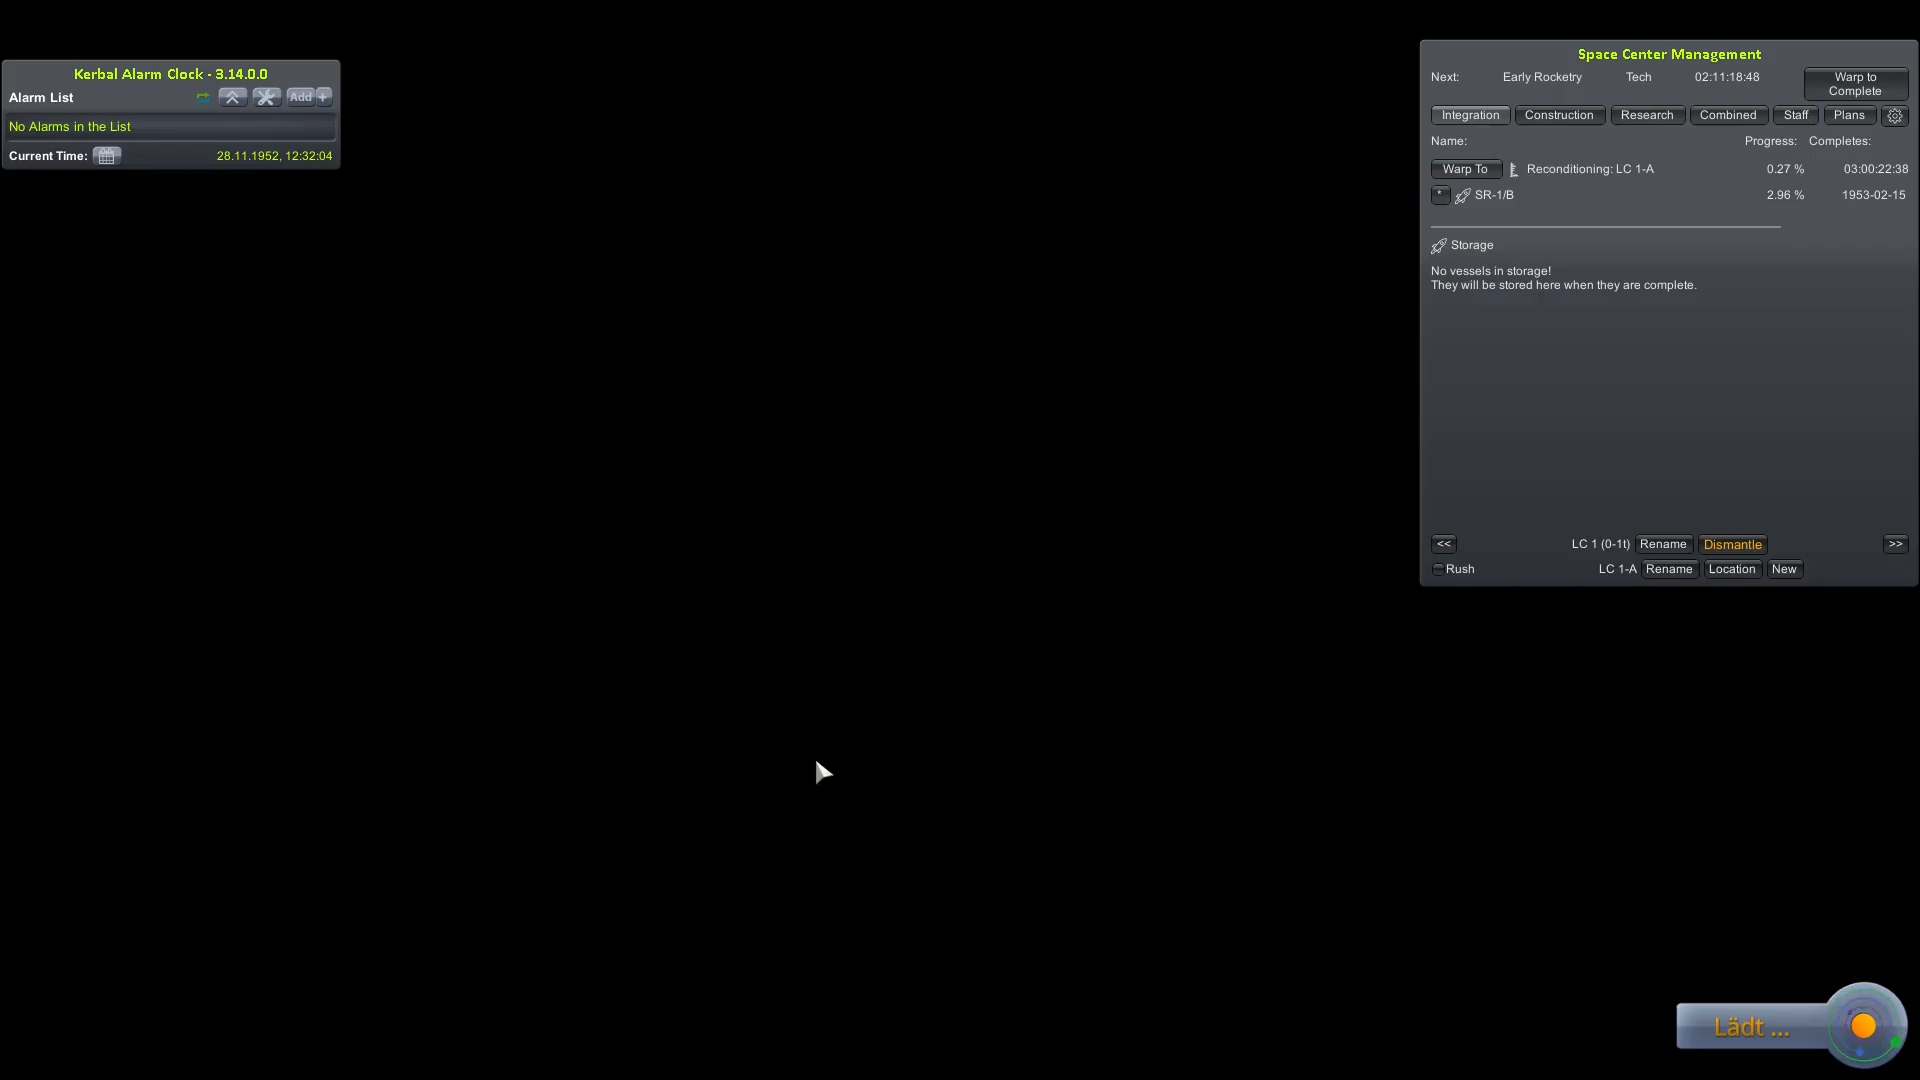 Kerbal Alarm Clock - 3.14.0.0
Alarm List
Add +
No Alarms in the List
Current Time: 28.11.1952, 12:32:04
Space Center Management
Next: Early Rocketry Tech 02:11:18:48 Warp to Complete
Integration Construction Research Combined Staff Plans
Name: Progress: Completes:
Warp To Reconditioning: LC 1-A 0.27 % 03:00:22:38
* SR-1/B 2.96 % 1953-02-15
Storage
No vessels in storage!
They will be stored here when they are complete.
<< LC 1 (0-1t) Rename Dismantle >>
Rush LC 1-A Rename Location New
Lädt ...